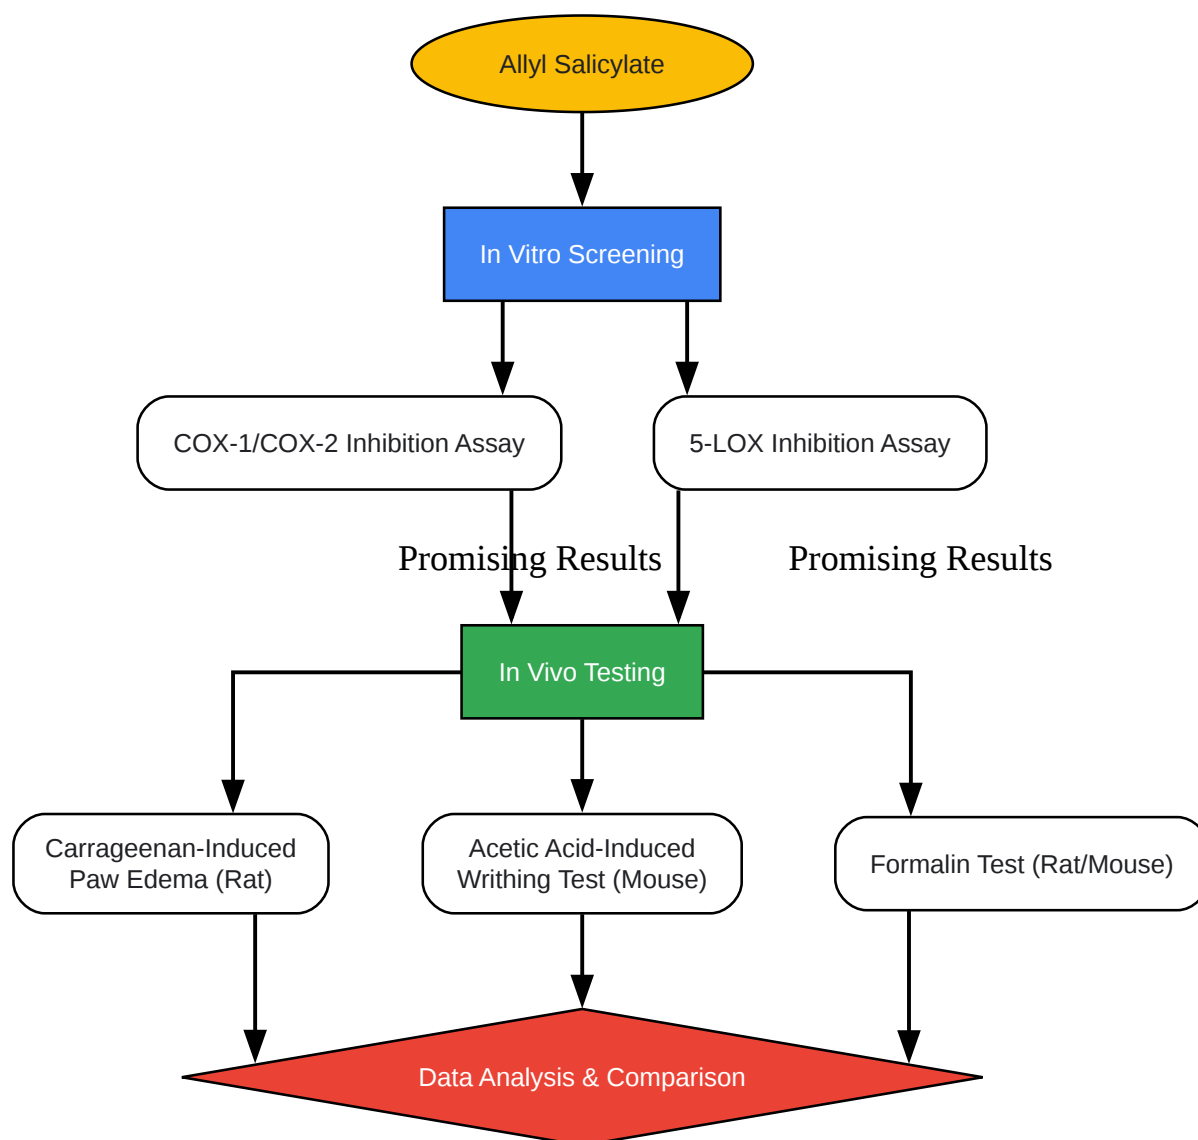 Allyl Salicylate
In Vitro Screening
COX-1/COX-2 Inhibition Assay
5-LOX Inhibition Assay
Promising Results
Promising Results
In Vivo Testing
Carrageenan-Induced
Paw Edema (Rat)
Acetic Acid-Induced
Writhing Test (Mouse)
Formalin Test (Rat/Mouse)
Data Analysis & Comparison